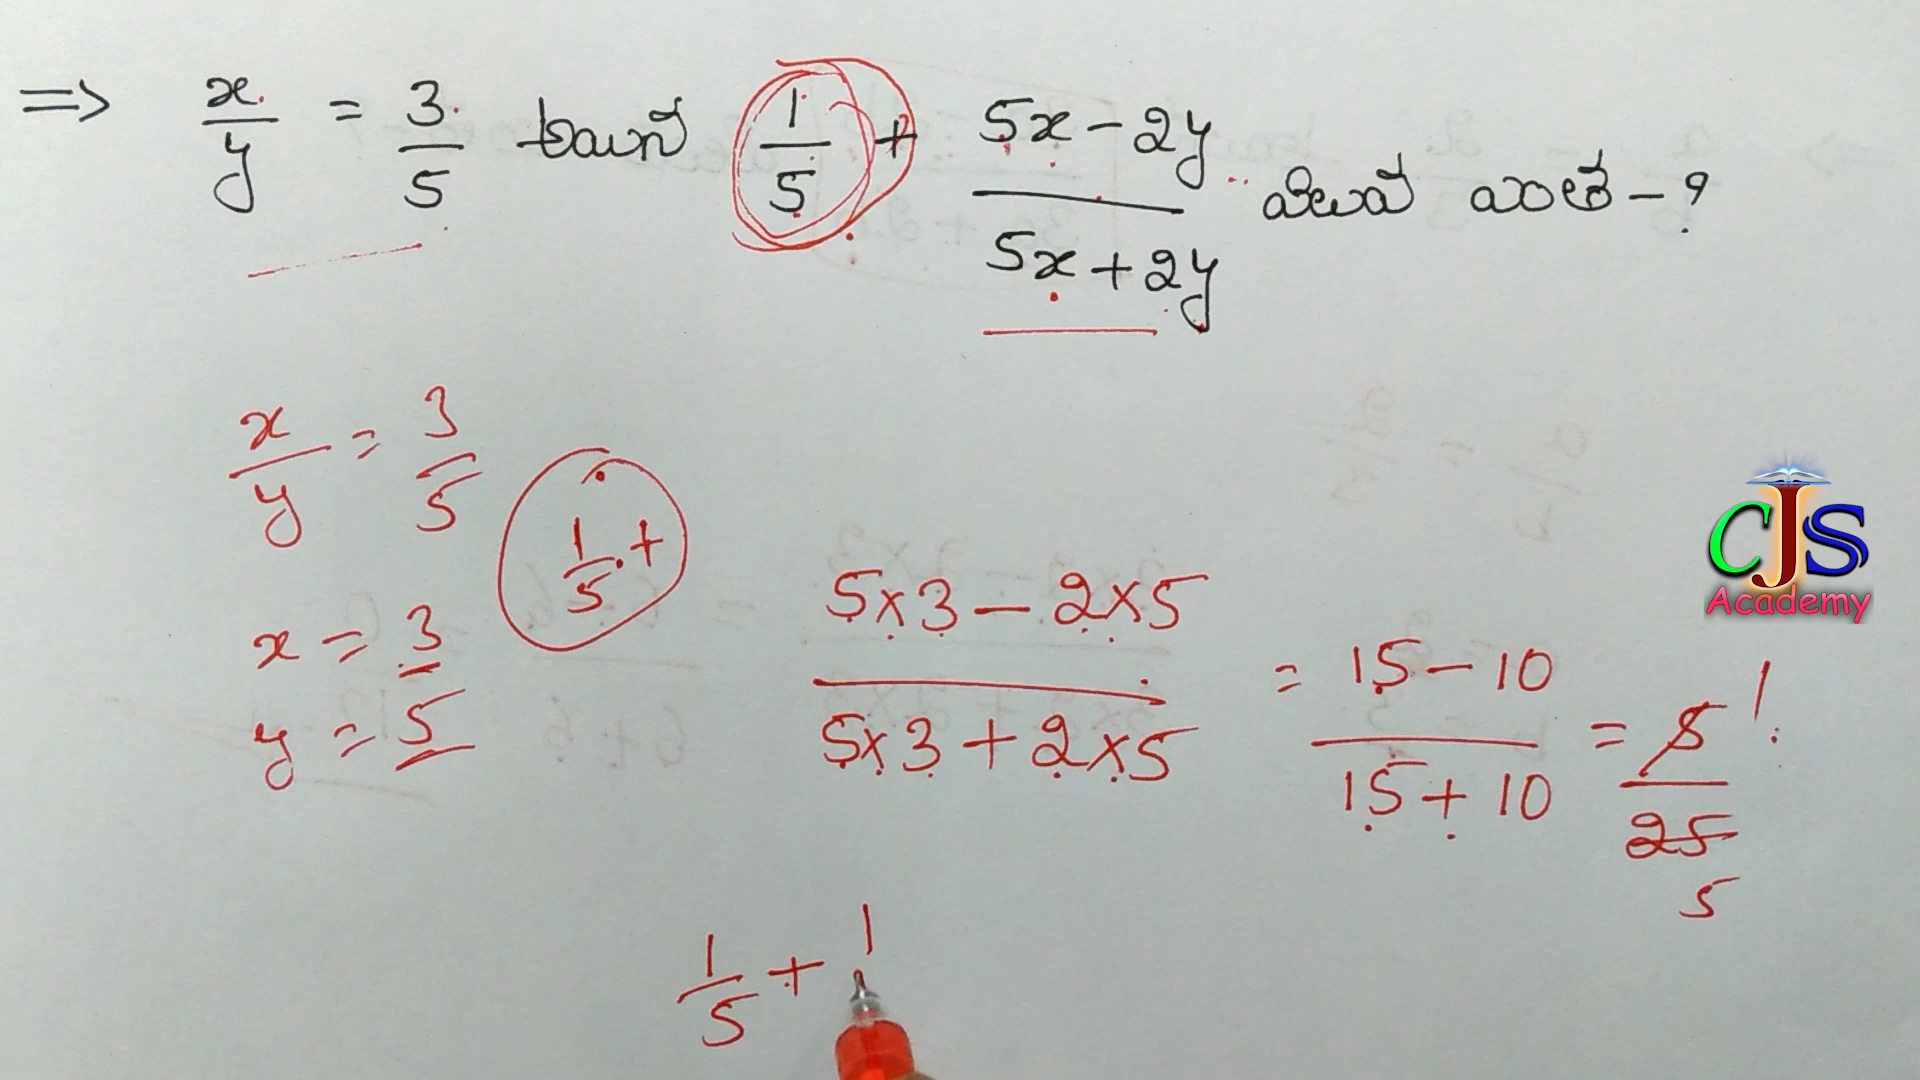 ⇒ x/y = 3/5 అయిన 1/5 + (5x-2y)/(5x+2y) విలువ ఎంత-?
x/y = 3/5
1/5 +
x = 3
y = 5
(5×3-2×5)/(5×3+2×5) = (15-10)/(15+10) = 5/25 1 5
1/5 + 1
CJS
Academy